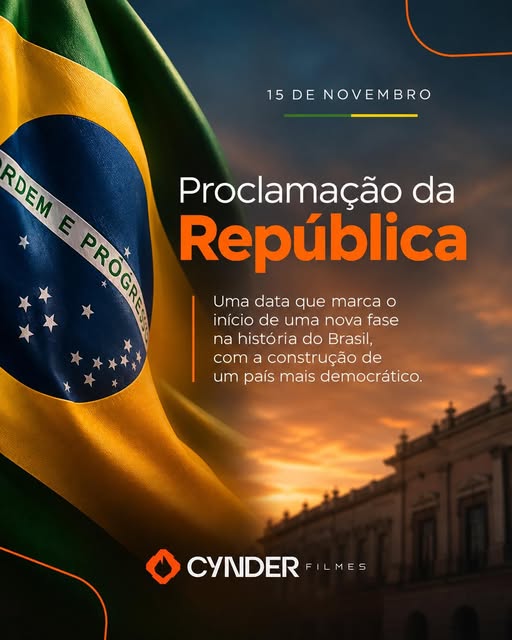 15 DE NOVEMBRO
Proclamação da
República
Uma data que marca o
início de uma nova fase
na história do Brasil,
com a construção de
um país mais democrático.
ORDEM E PROGRESSO
CYNDER FILMES